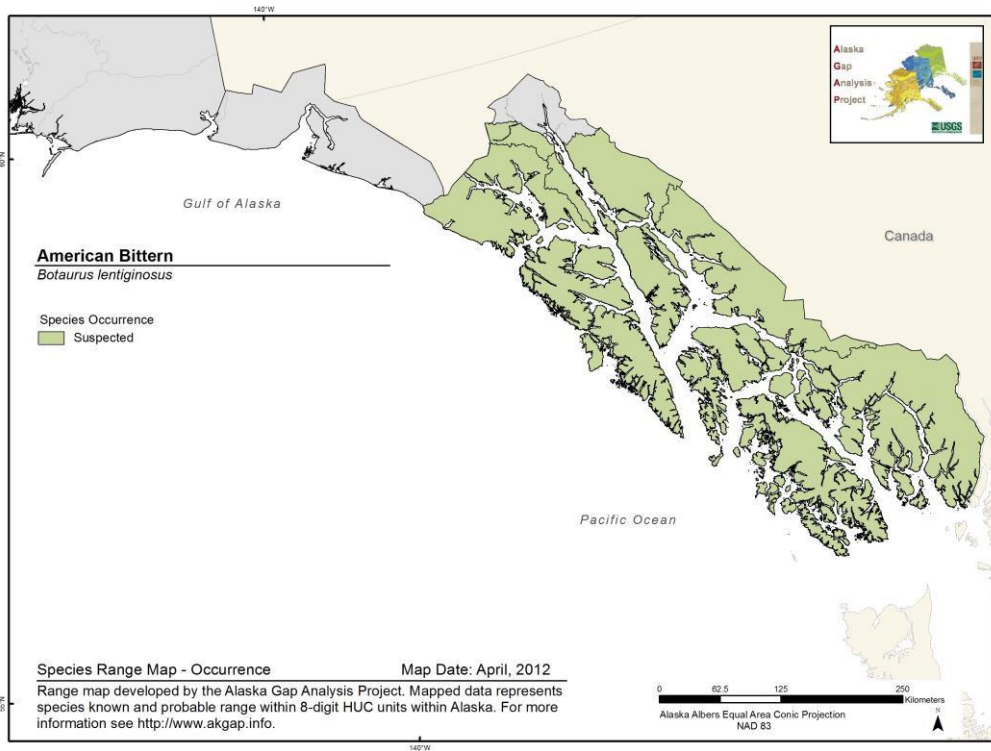 140°W
Alaska
Gap
Analysis
Project
USGS
60°N
Gulf of Alaska
Canada
American Bittern
Botaurus lentiginosus
Species Occurrence
Suspected
Pacific Ocean
Species Range Map - Occurrence Map Date: April, 2012
Range map developed by the Alaska Gap Analysis Project. Mapped data represents
species known and probable range within 8-digit HUC units within Alaska. For more
information see http://www.akgap.info.
0 62.5 125 250
Kilometers
Alaska Albers Equal Area Conic Projection
NAD 83
N
55°N
140°W